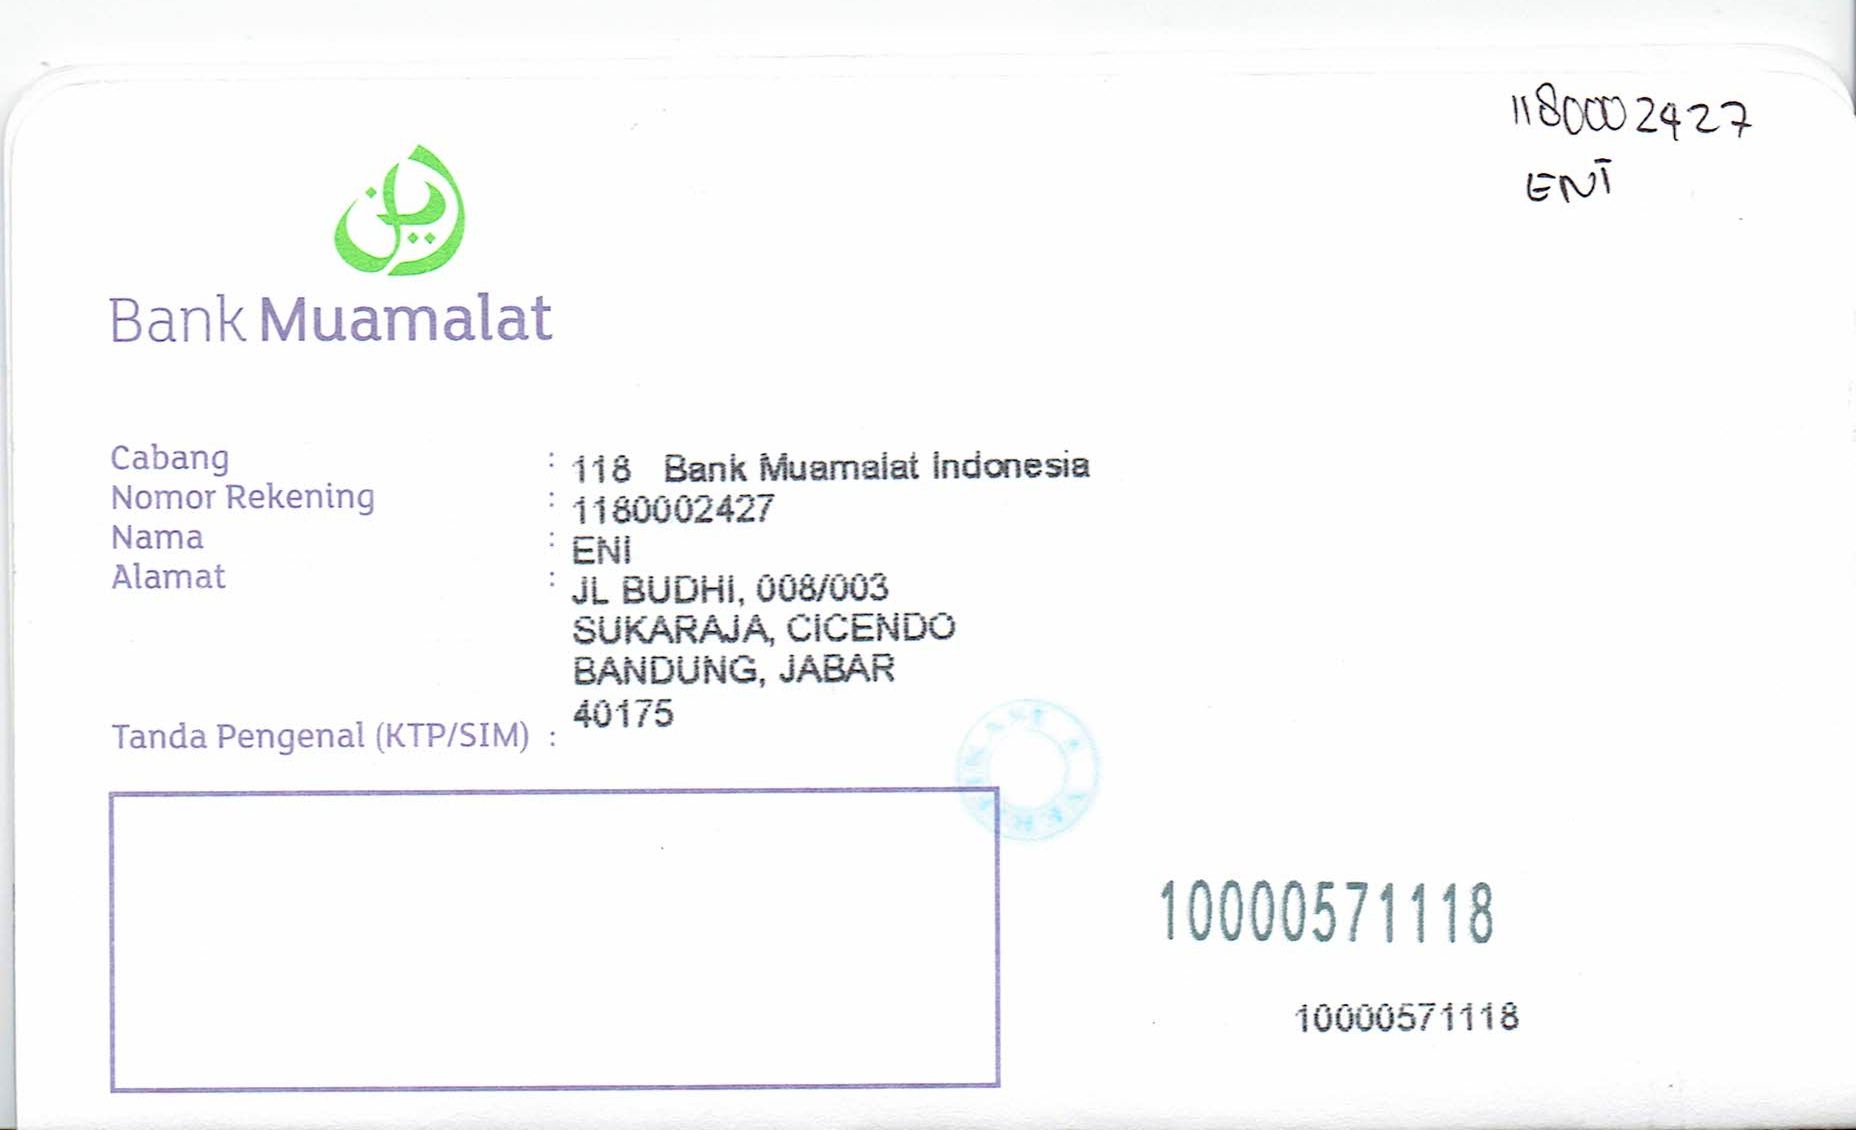 1180002427
ENI
Bank Muamalat
Cabang : 118 Bank Muamalat Indonesia
Nomor Rekening : 1180002427
Nama : ENI
Alamat : JL BUDHI, 008/003
SUKARAJA, CICENDO
BANDUNG, JABAR
40175
Tanda Pengenal (KTP/SIM) :
10000571118
10000571118